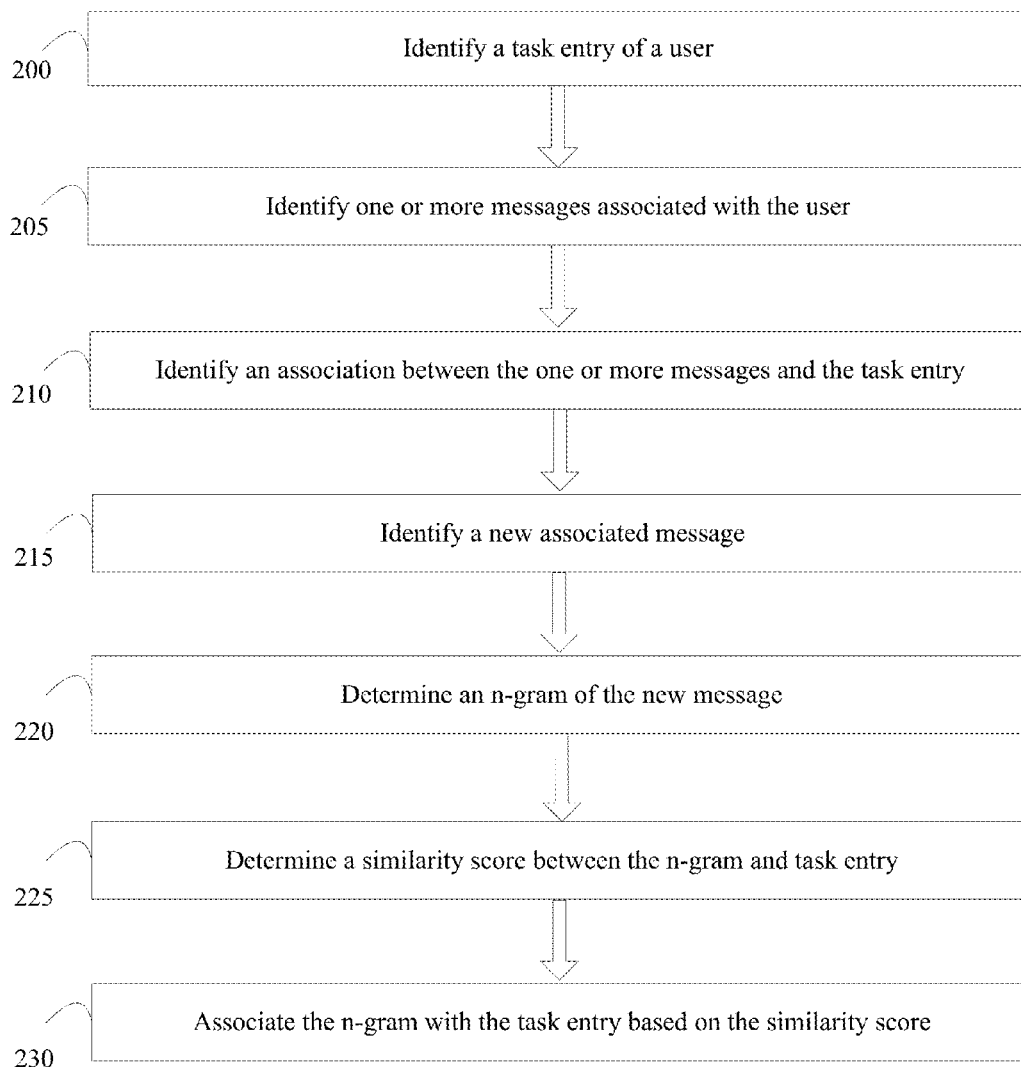 Identify a task entry of a user
200
Identify one or more messages associated with the user
205
Identify an association between the one or more messages and the task entry
210
Identify a new associated message
215
Determine an n-gram of the new message
220
Determine a similarity score between the n-gram and task entry
225
Associate the n-gram with the task entry based on the similarity score
230